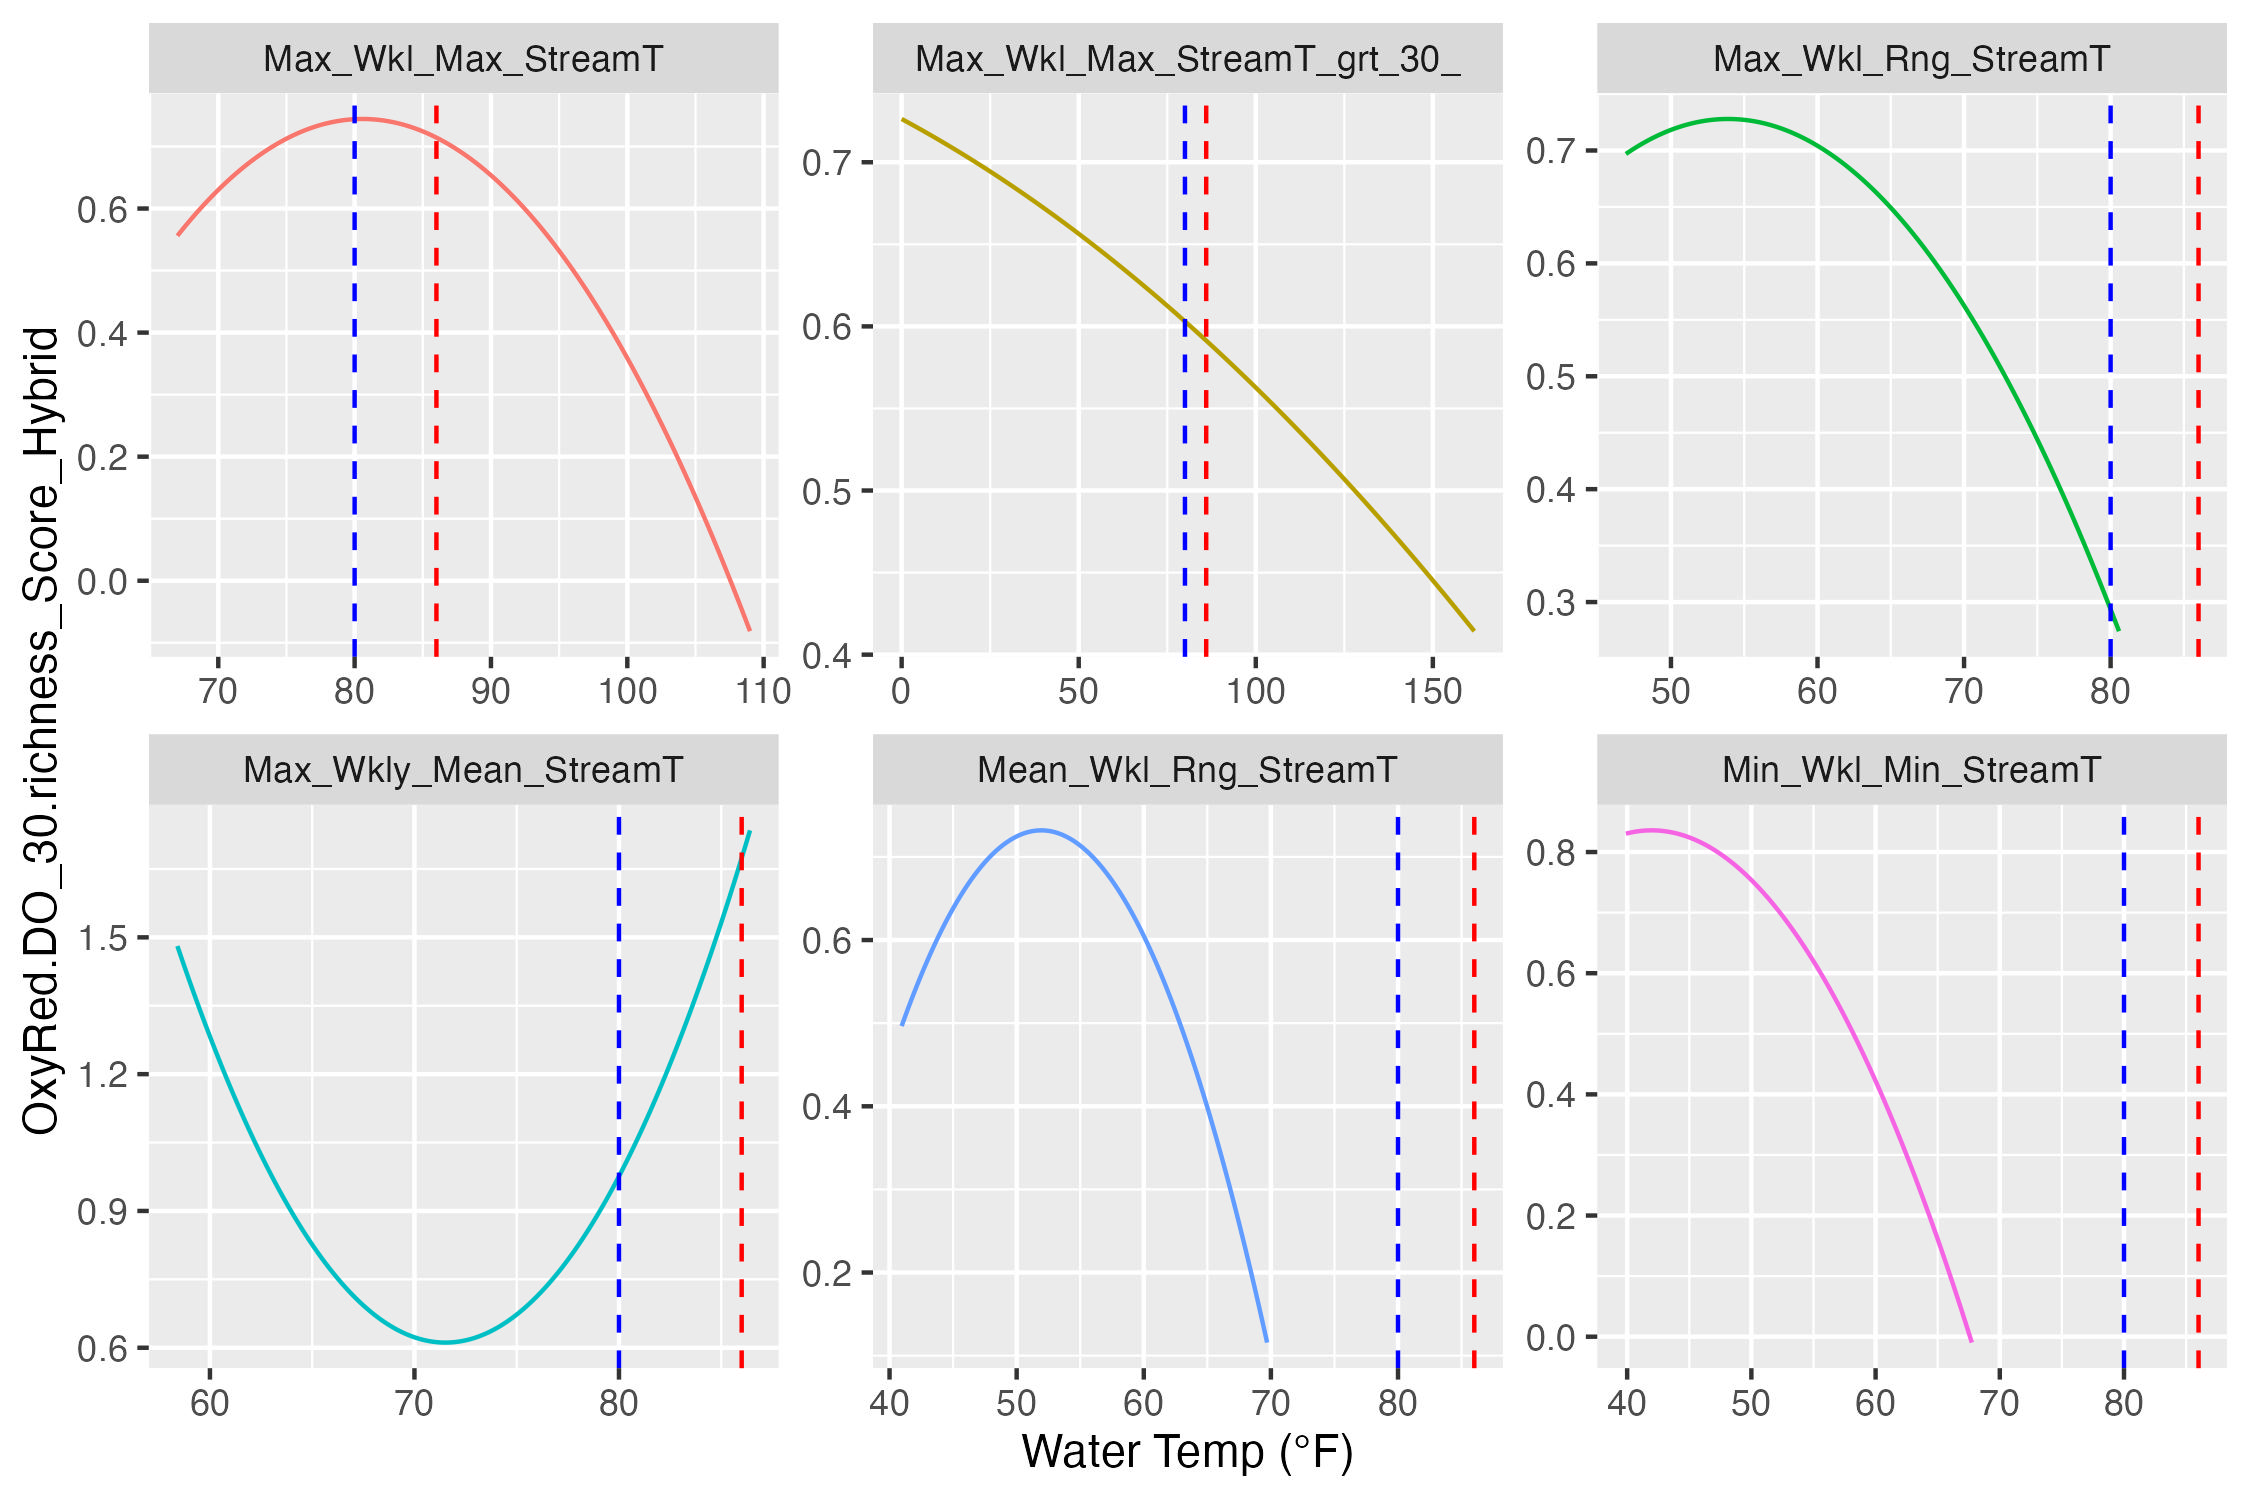 Max_Wkl_Max_StreamT
Max_Wkl_Max_StreamT_grt_30_
Max_Wkl_Rng_StreamT
0.6
0.4
0.2
0.0
70 80 90 100 110
0.7
0.6
0.5
0.4
0 50 100 150
0.7
0.6
0.5
0.4
0.3
50 60 70 80
Max_Wkly_Mean_StreamT
Mean_Wkl_Rng_StreamT
Min_Wkl_Min_StreamT
1.5
1.2
0.9
0.6
60 70 80
0.6
0.4
0.2
40 50 60 70 80
0.8
0.6
0.4
0.2
0.0
40 50 60 70 80
Water Temp (°F)
OxyRed.DO_30.richness_Score_Hybrid